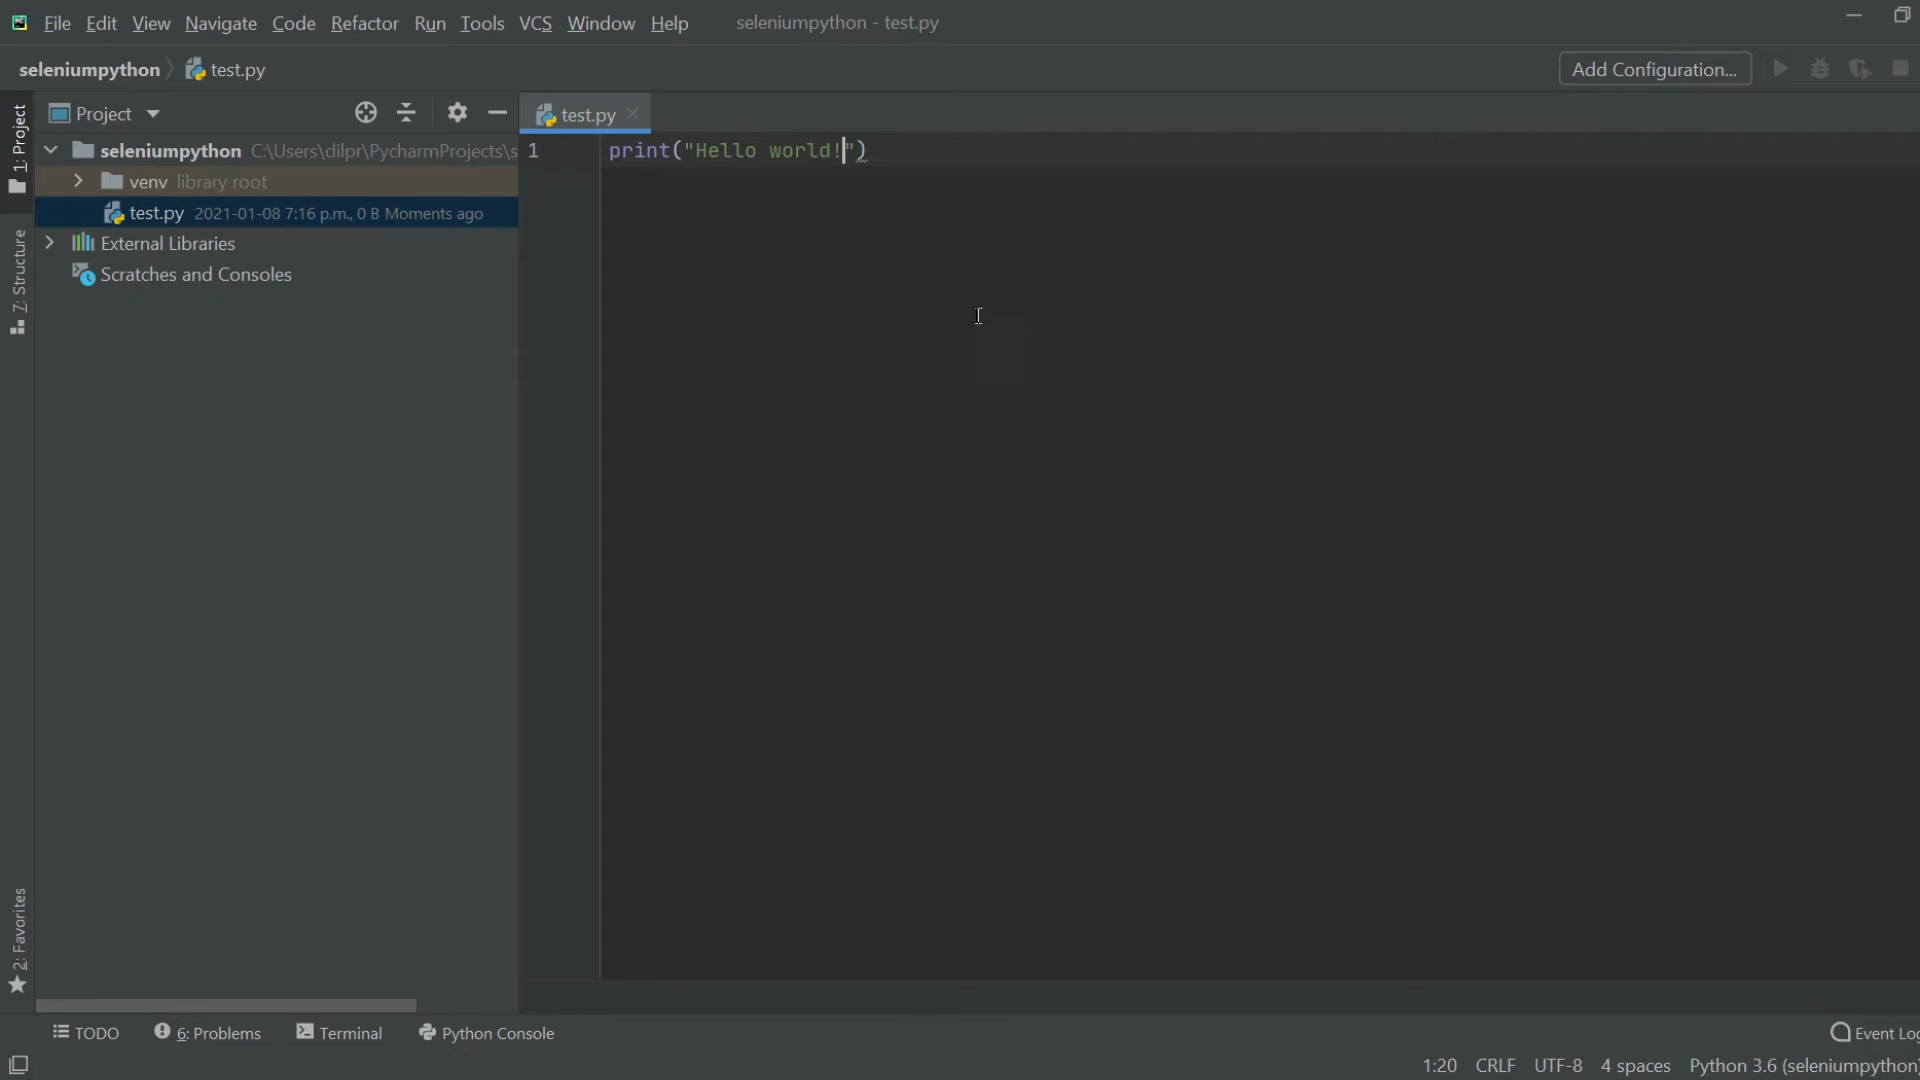 File Edit View Navigate Code Refactor Run Tools VCS Window Help seleniumpython - test.py
seleniumpython test.py Add Configuration...
1: Project
Project
test.py
seleniumpython C:\Users\dilpr\PycharmProjects\s
1 print("Hello world!")
venv library root
test.py 2021-01-08 7:16 p.m., 0 B Moments ago
External Libraries
Scratches and Consoles
7: Structure
2: Favorites
TODO 6: Problems Terminal Python Console Event Log
1:20 CRLF UTF-8 4 spaces Python 3.6 (seleniumpython)